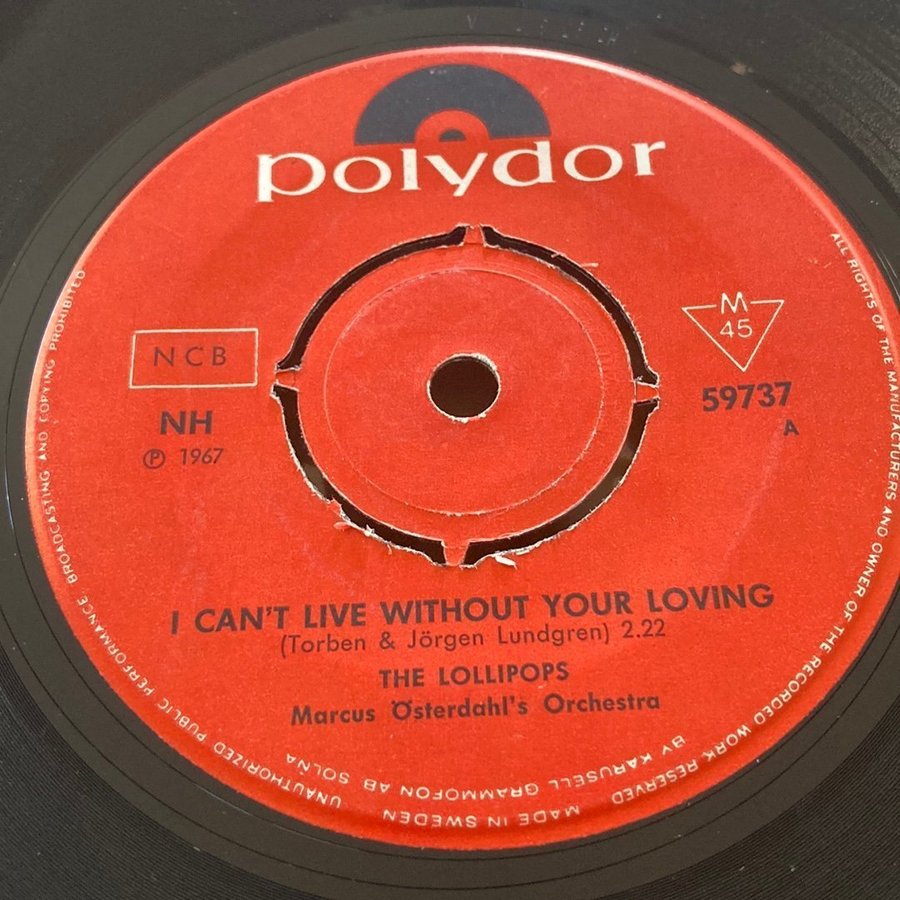 polydor
NCB
NH
℗ 1967
M
45
59737
A
I CAN'T LIVE WITHOUT YOUR LOVING
(Torben & Jörgen Lundgren) 2.22
THE LOLLIPOPS
Marcus Österdahl's Orchestra
ALL RIGHTS OF THE MANUFACTURERS AND OWNER OF THE RECORDED WORK RESERVED
UNAUTHORIZED PUBLIC PERFORMANCE BROADCASTING AND COPYING PROHIBITED
BY KARUSELL GRAMMOFON AB SOLNA
MADE IN SWEDEN